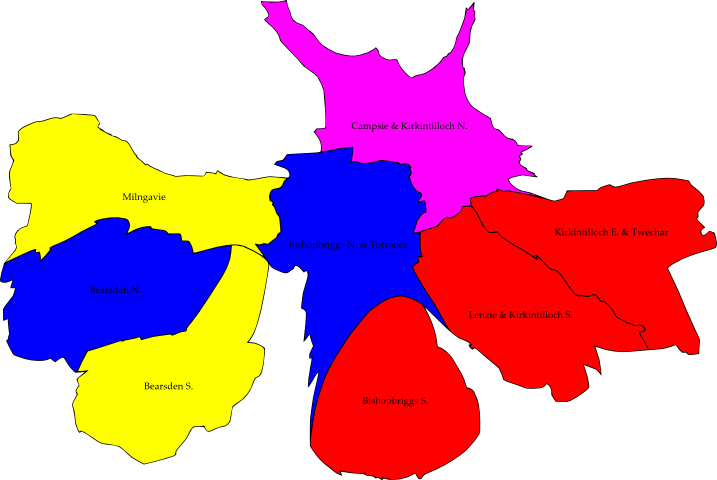 Campsie & Kirkintilloch N.
Milngavie
Kirkintilloch E. & Twechar
Bishopbriggs N. & Torrance
Bearsden N.
Lenzie & Kirkintilloch S.
Bearsden S.
Bishopbriggs S.